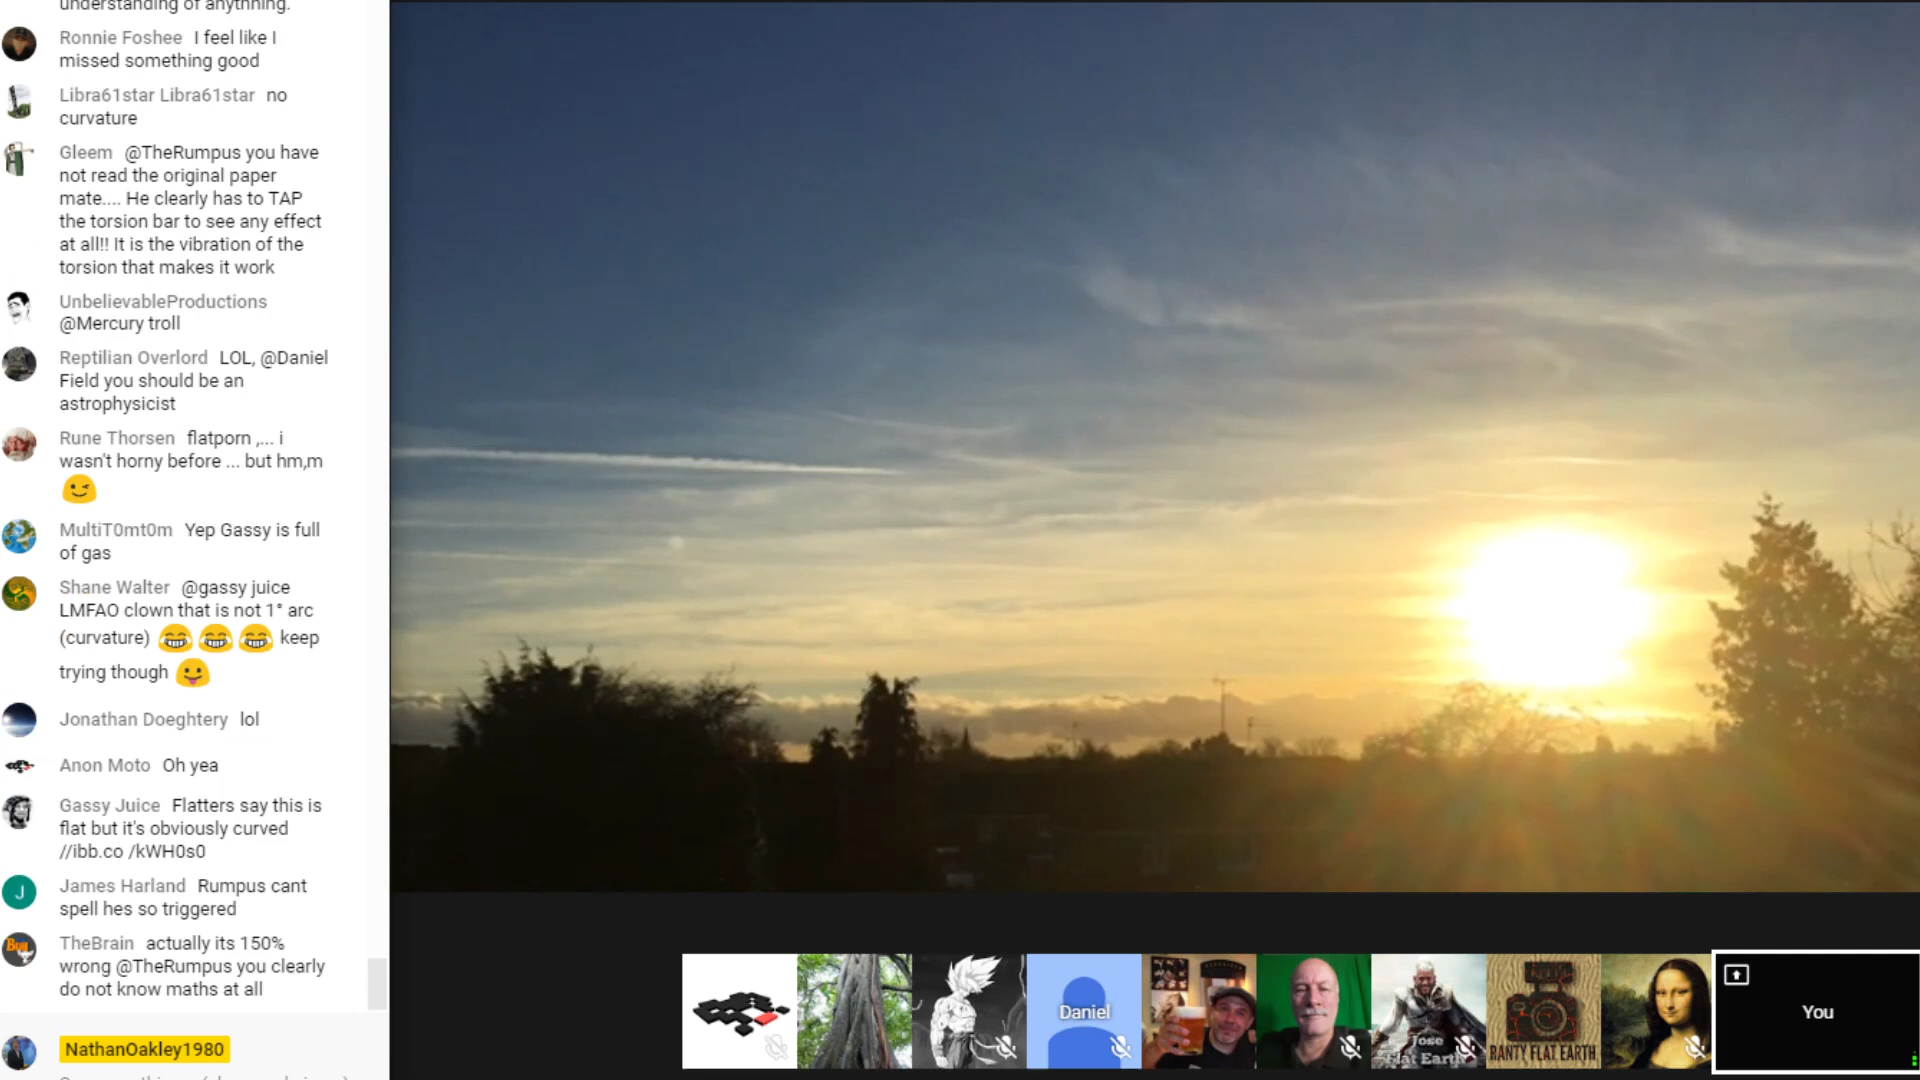 understanding of anythning.
Ronnie Foshee I feel like I
missed something good
Libra61star Libra61star no
curvature
Gleem @TheRumpus you have
not read the original paper
mate.... He clearly has to TAP
the torsion bar to see any effect
at all!! It is the vibration of the
torsion that makes it work
UnbelievableProductions
@Mercury troll
Reptilian Overlord LOL, @Daniel
Field you should be an
astrophysicist
Rune Thorsen flatporn ,... i
wasn't horny before ... but hm,m
😉
MultiT0mt0m Yep Gassy is full
of gas
Shane Walter @gassy juice
LMFAO clown that is not 1° arc
(curvature) 😂😂😂 keep
trying though 😛
Jonathan Doeghtery lol
Anon Moto Oh yea
Gassy Juice Flatters say this is
flat but it's obviously curved
//ibb.co /kWH0s0
James Harland Rumpus cant
spell hes so triggered
TheBrain actually its 150%
wrong @TheRumpus you clearly
do not know maths at all
NathanOakley1980
J
Daniel
Jose
Flat Earth
RANTY FLAT EARTH
You